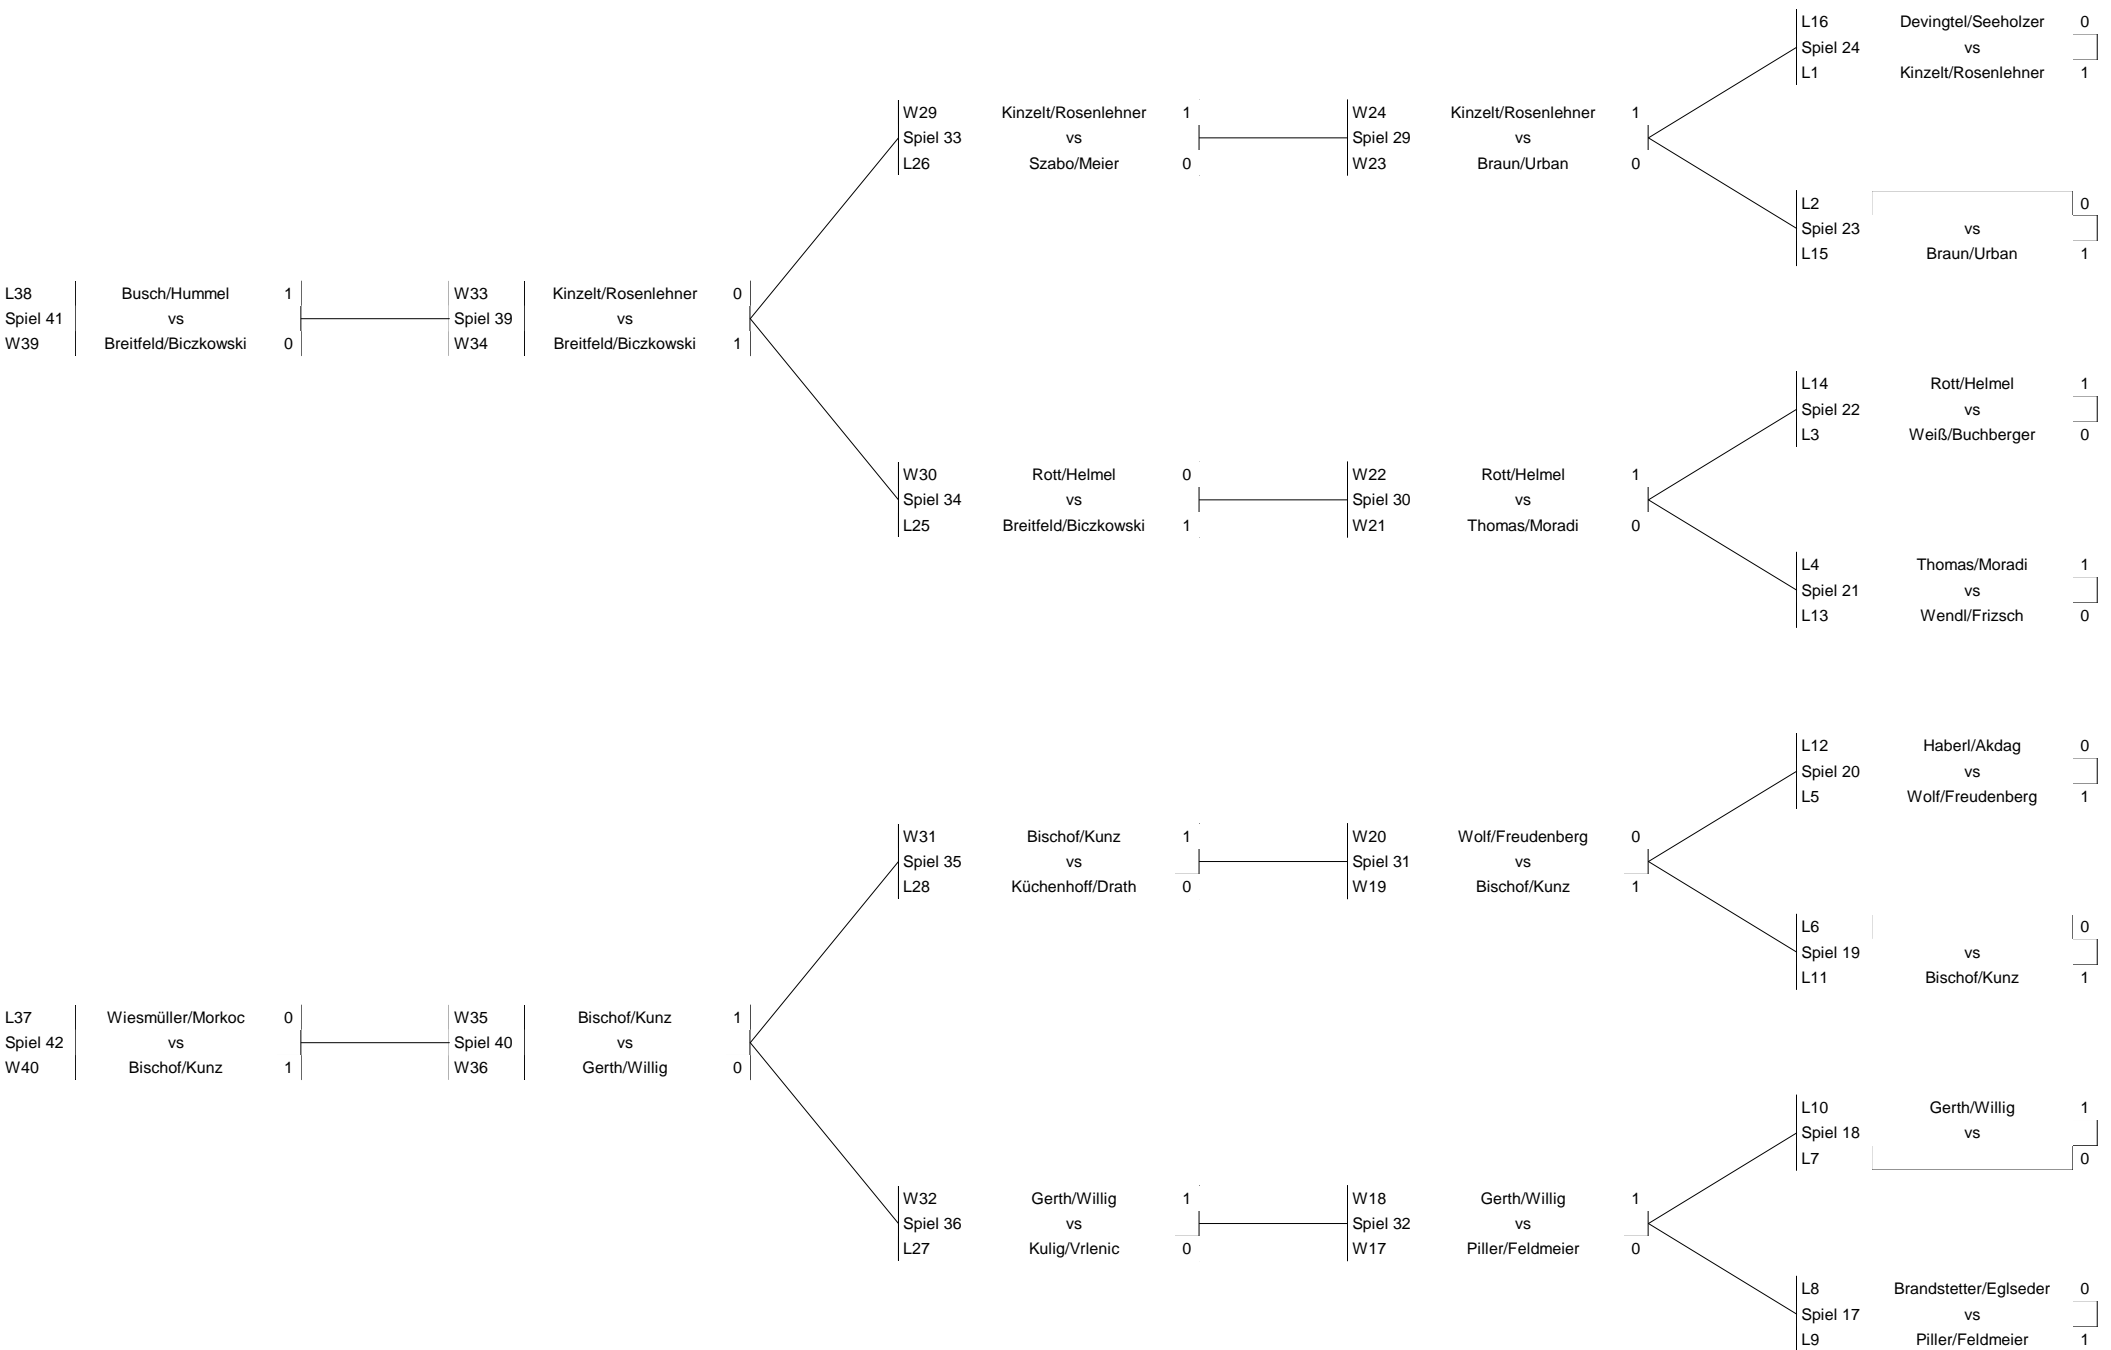 L16 Devingtel/Seeholzer 0
Spiel 24 vs
L1 Kinzelt/Rosenlehner 1
W29 Kinzelt/Rosenlehner 1 W24 Kinzelt/Rosenlehner 1
Spiel 33 vs Spiel 29 vs
L26 Szabo/Meier 0 W23 Braun/Urban 0
L2 0
Spiel 23 vs
L15 Braun/Urban 1
L38 Busch/Hummel 1 W33 Kinzelt/Rosenlehner 0
Spiel 41 vs Spiel 39 vs
W39 Breitfeld/Biczkowski 0 W34 Breitfeld/Biczkowski 1
L14 Rott/Helmel 1
Spiel 22 vs
L3 Weiß/Buchberger 0
W30 Rott/Helmel 0 W22 Rott/Helmel 1
Spiel 34 vs Spiel 30 vs
L25 Breitfeld/Biczkowski 1 W21 Thomas/Moradi 0
L4 Thomas/Moradi 1
Spiel 21 vs
L13 Wendl/Frizsch 0
L12 Haberl/Akdag 0
Spiel 20 vs
L5 Wolf/Freudenberg 1
W31 Bischof/Kunz 1 W20 Wolf/Freudenberg 0
Spiel 35 vs Spiel 31 vs
L28 Küchenhoff/Drath 0 W19 Bischof/Kunz 1
L6 0
Spiel 19 vs
L11 Bischof/Kunz 1
L37 Wiesmüller/Morkoc 0 W35 Bischof/Kunz 1
Spiel 42 vs Spiel 40 vs
W40 Bischof/Kunz 1 W36 Gerth/Willig 0
L10 Gerth/Willig 1
Spiel 18 vs
L7 0
W32 Gerth/Willig 1 W18 Gerth/Willig 1
Spiel 36 vs Spiel 32 vs
L27 Kulig/Vrlenic 0 W17 Piller/Feldmeier 0
L8 Brandstetter/Eglseder 0
Spiel 17 vs
L9 Piller/Feldmeier 1